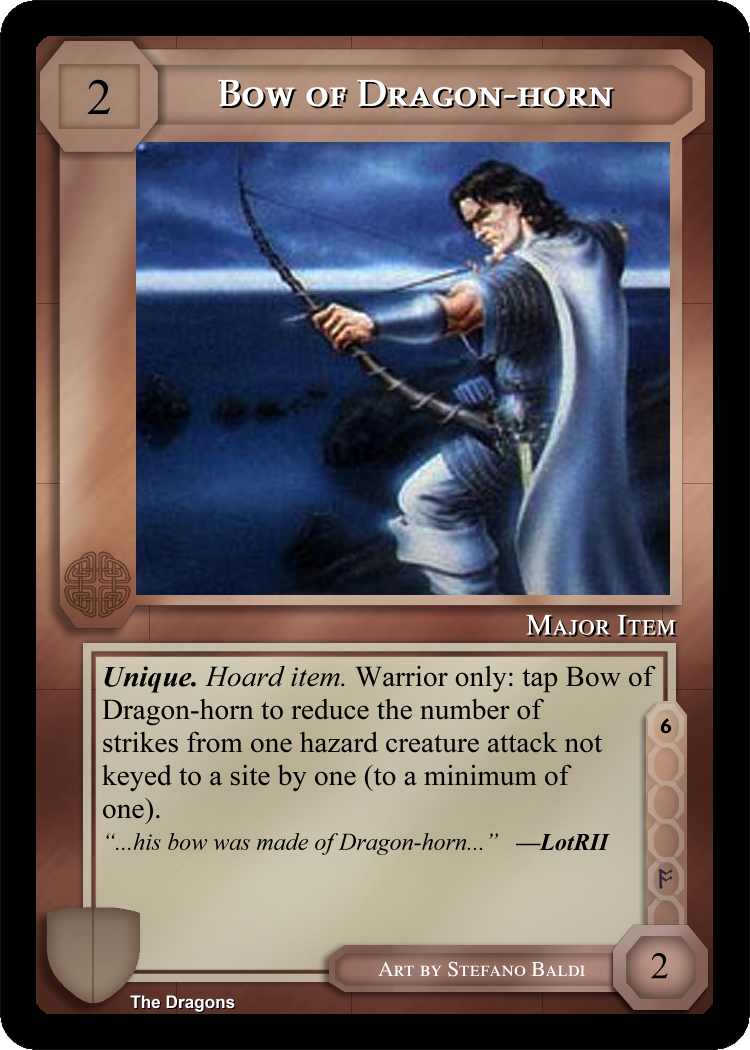 2
Bow of Dragon-horn
Major Item
Unique. Hoard item. Warrior only: tap Bow of
Dragon-horn to reduce the number of
strikes from one hazard creature attack not
keyed to a site by one (to a minimum of
one).
“...his bow was made of Dragon-horn...” —LotRII
6
ᚩ
Art by Stefano Baldi
2
The Dragons